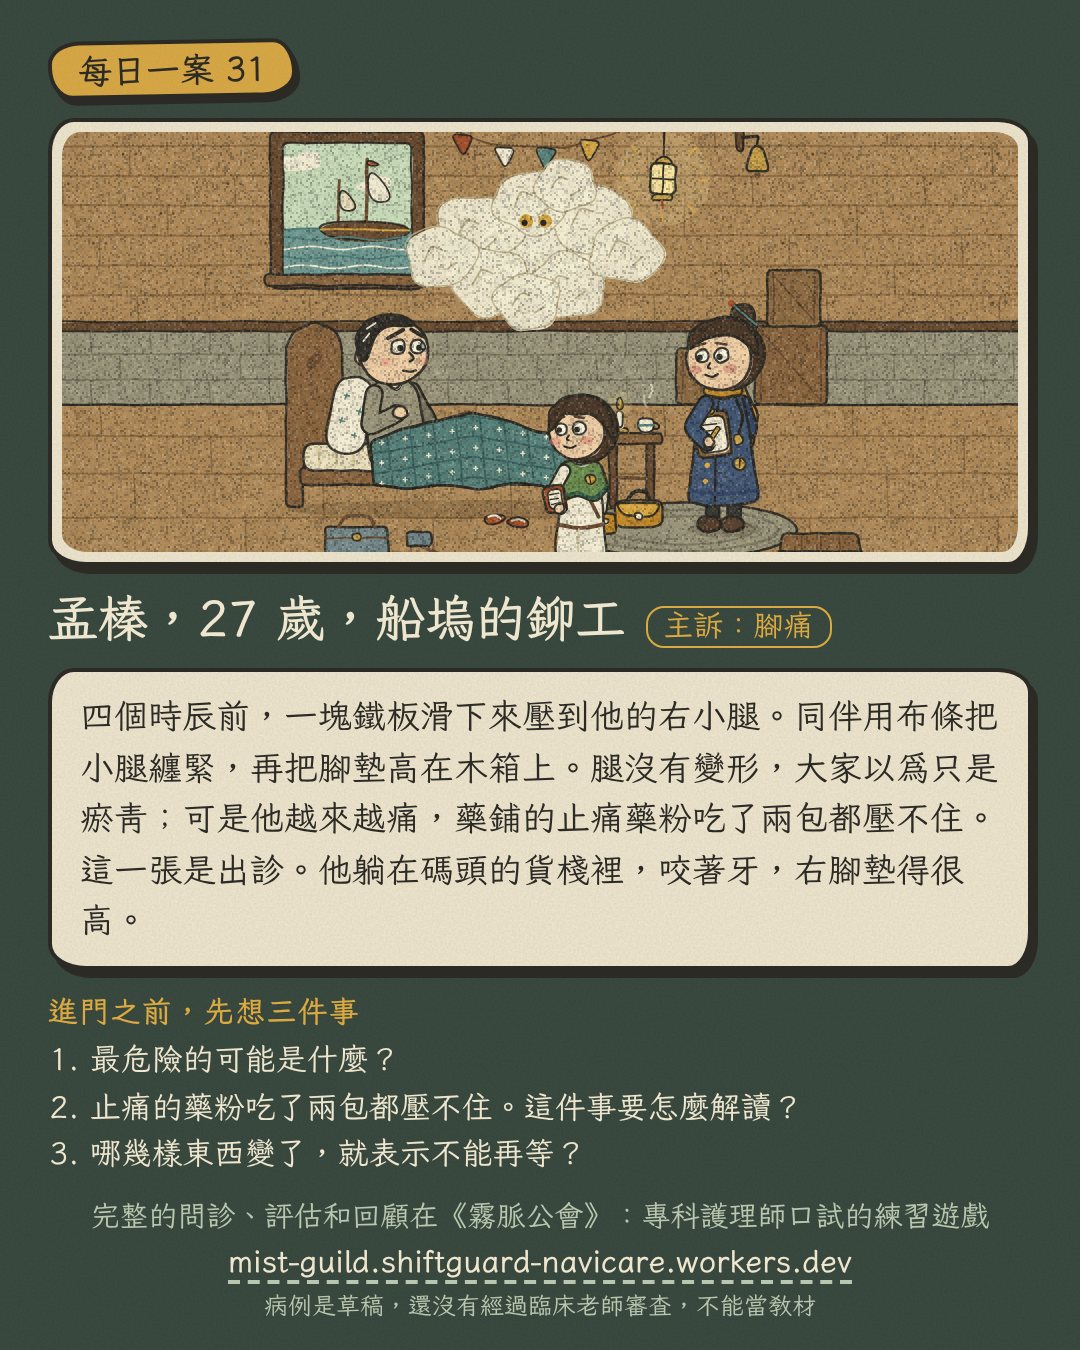 每日一案 31
孟榛，27 歲，船塢的鉚工
主訴：腳痛
四個時辰前，一塊鐵板滑下來壓到他的右小腿。同伴用布條把
小腿纏緊，再把腳墊高在木箱上。腿沒有變形，大家以為只是
瘀青；可是他越來越痛，藥鋪的止痛藥粉吃了兩包都壓不住。
這一張是出診。他躺在碼頭的貨棧裡，咬著牙，右腳墊得很
高。
進門之前，先想三件事
1. 最危險的可能是什麼？
2. 止痛的藥粉吃了兩包都壓不住。這件事要怎麼解讀？
3. 哪幾樣東西變了，就表示不能再等？
完整的問診、評估和回顧在《霧脈公會》：專科護理師口試的練習遊戲
mist-guild.shiftguard-navicare.workers.dev
病例是草稿，還沒有經過臨床老師審查，不能當教材